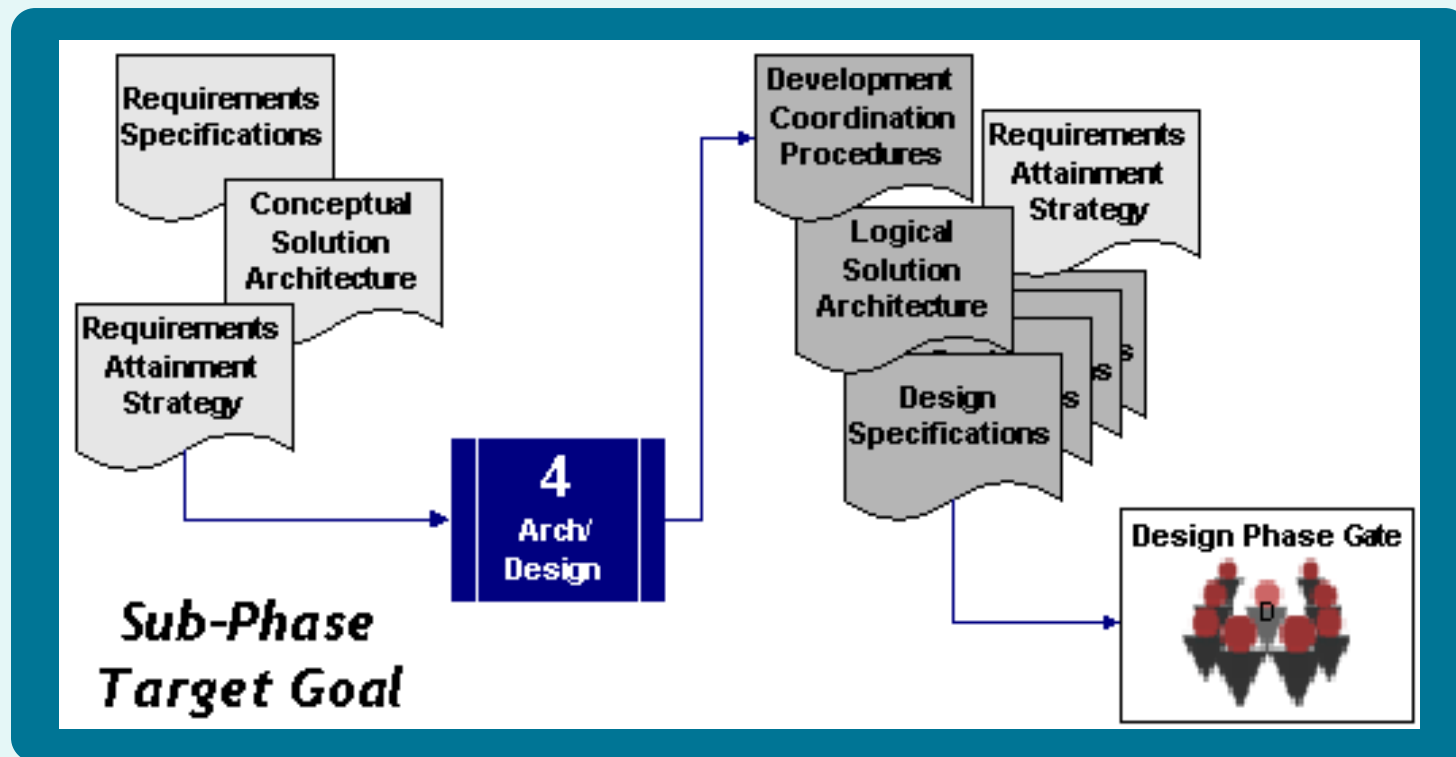 Requirements
Specifications
Conceptual
Solution
Architecture
Requirements
Attainment
Strategy
4
Arch/
Design
Sub-Phase
Target Goal
Development
Coordination
Procedures
Requirements
Attainment
Strategy
Logical
Solution
Architecture
Design
Specifications
s
s
s
Design Phase Gate
D